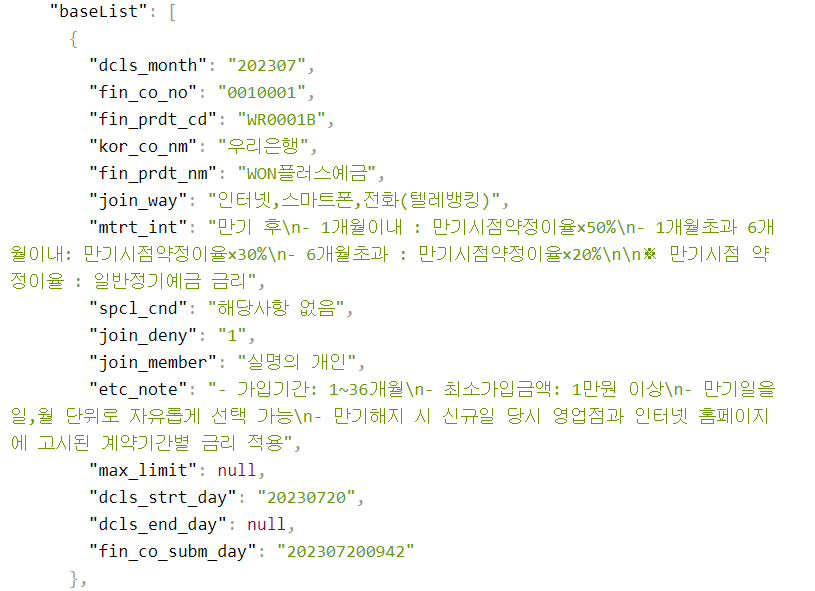 "baseList": [
{
"dcls_month": "202307",
"fin_co_no": "0010001",
"fin_prdt_cd": "WR0001B",
"kor_co_nm": "우리은행",
"fin_prdt_nm": "WON플러스예금",
"join_way": "인터넷,스마트폰,전화(텔레뱅킹)",
"mtrt_int": "만기 후\n- 1개월이내 : 만기시점약정이율×50%\n- 1개월초과 6개
월이내: 만기시점약정이율×30%\n- 6개월초과 : 만기시점약정이율×20%\n\n※ 만기시점 약
정이율 : 일반정기예금 금리",
"spcl_cnd": "해당사항 없음",
"join_deny": "1",
"join_member": "실명의 개인",
"etc_note": "- 가입기간: 1~36개월\n- 최소가입금액: 1만원 이상\n- 만기일을
일,월 단위로 자유롭게 선택 가능\n- 만기해지 시 신규일 당시 영업점과 인터넷 홈페이지
에 고시된 계약기간별 금리 적용",
"max_limit": null,
"dcls_strt_day": "20230720",
"dcls_end_day": null,
"fin_co_subm_day": "202307200942"
},